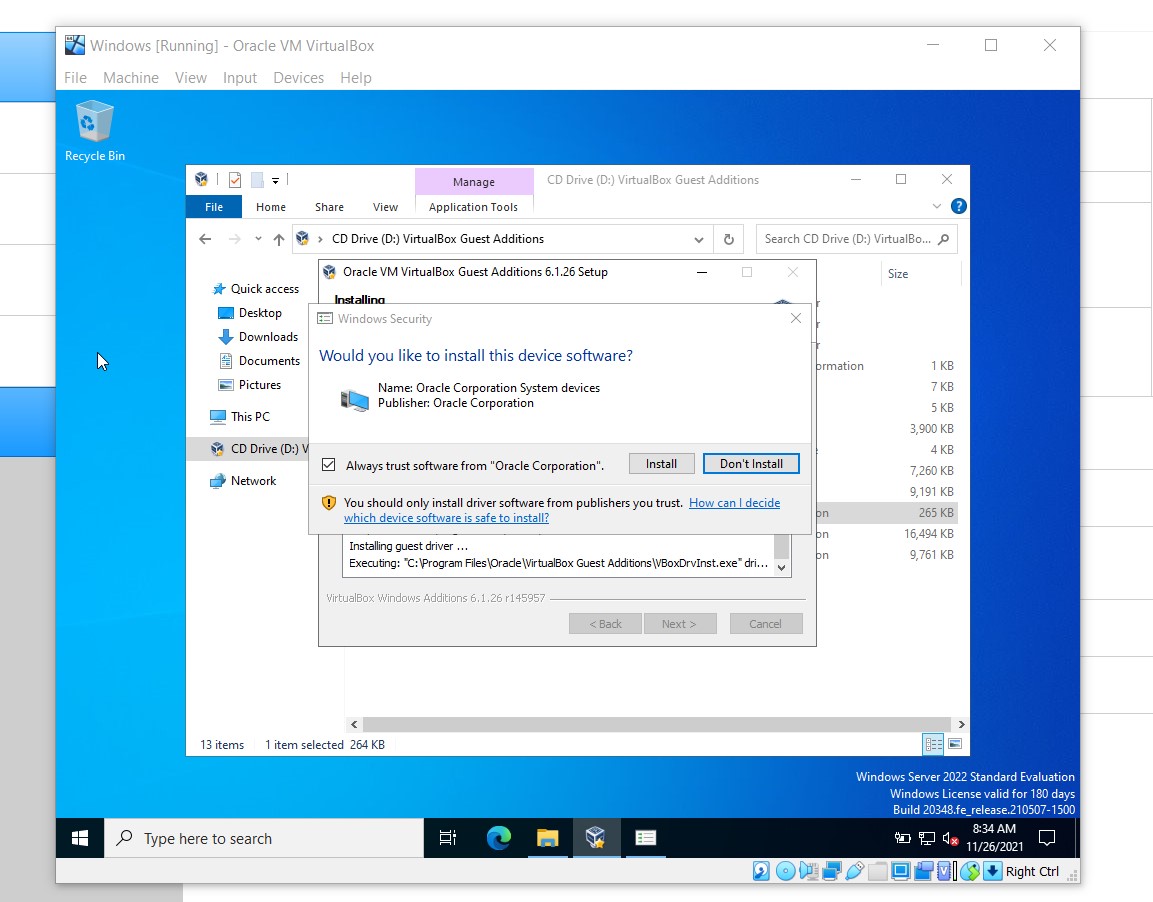 Windows [Running] - Oracle VM VirtualBox
File Machine View Input Devices Help
Recycle Bin
Manage
CD Drive (D:) VirtualBox Guest Additions
File Home Share View Application Tools
?
CD Drive (D:) VirtualBox Guest Additions
Search CD Drive (D:) VirtualBo...
Quick access
Desktop
Downloads
Documents
Pictures
This PC
CD Drive (D:) V
Network
Oracle VM VirtualBox Guest Additions 6.1.26 Setup
Installing
Size
r
r
r
ormation 1 KB
7 KB
5 KB
3,900 KB
4 KB
7,260 KB
9,191 KB
on 265 KB
on 16,494 KB
on 9,761 KB
Windows Security
Would you like to install this device software?
Name: Oracle Corporation System devices
Publisher: Oracle Corporation
Always trust software from "Oracle Corporation".
Install
Don't Install
You should only install driver software from publishers you trust. How can I decide
which device software is safe to install?
Installing guest driver ...
Executing: "C:\Program Files\Oracle\VirtualBox Guest Additions\VBoxDrvInst.exe" dri...
VirtualBox Windows Additions 6.1.26 r145957
< Back
Next >
Cancel
13 items 1 item selected 264 KB
Windows Server 2022 Standard Evaluation
Windows License valid for 180 days
Build 20348.fe_release.210507-1500
Type here to search
8:34 AM
11/26/2021
Right Ctrl